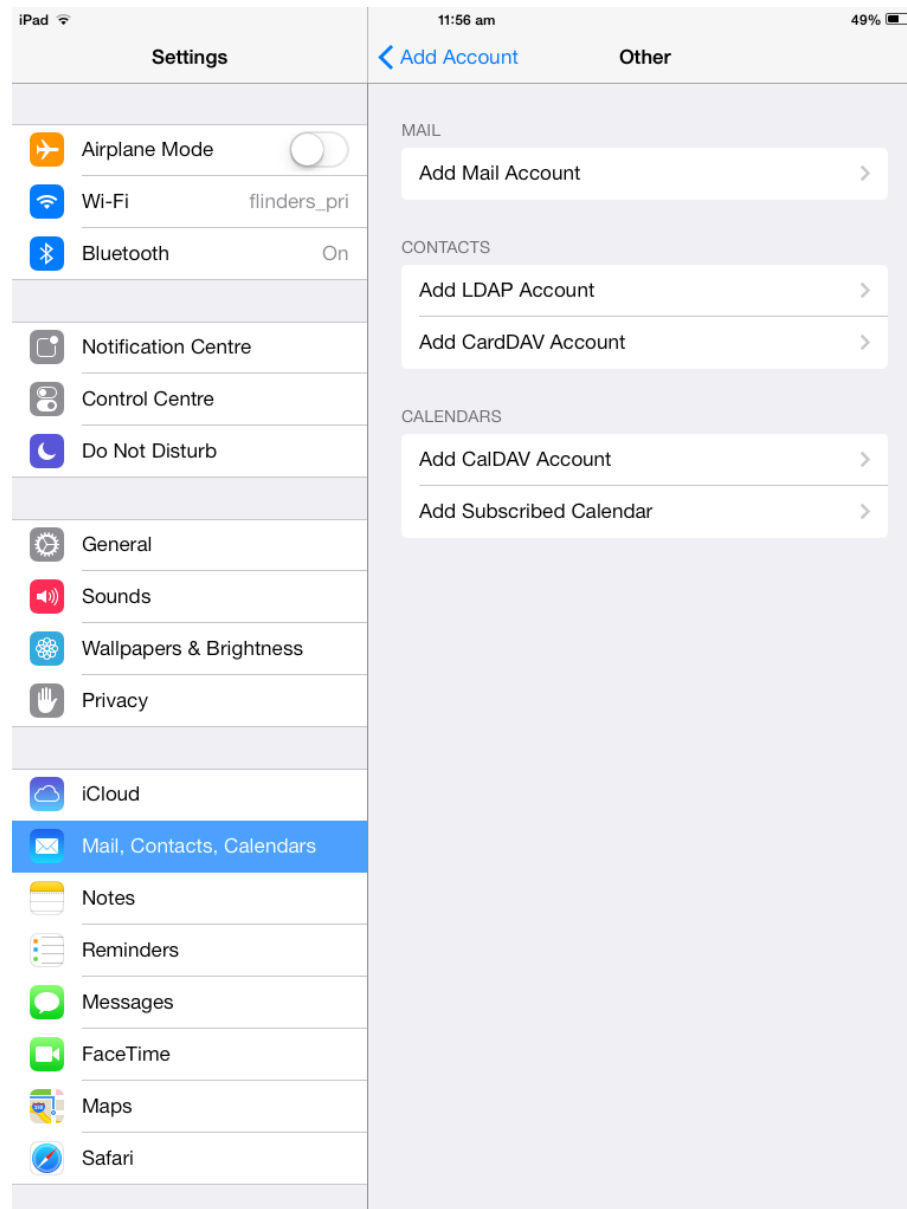 iPad 11:56 am 49%
Settings
Add Account Other
Airplane Mode
Wi-Fi flinders_pri
Bluetooth On
Notification Centre
Control Centre
Do Not Disturb
General
Sounds
Wallpapers & Brightness
Privacy
iCloud
Mail, Contacts, Calendars
Notes
Reminders
Messages
FaceTime
Maps
Safari
MAIL
Add Mail Account
CONTACTS
Add LDAP Account
Add CardDAV Account
CALENDARS
Add CalDAV Account
Add Subscribed Calendar